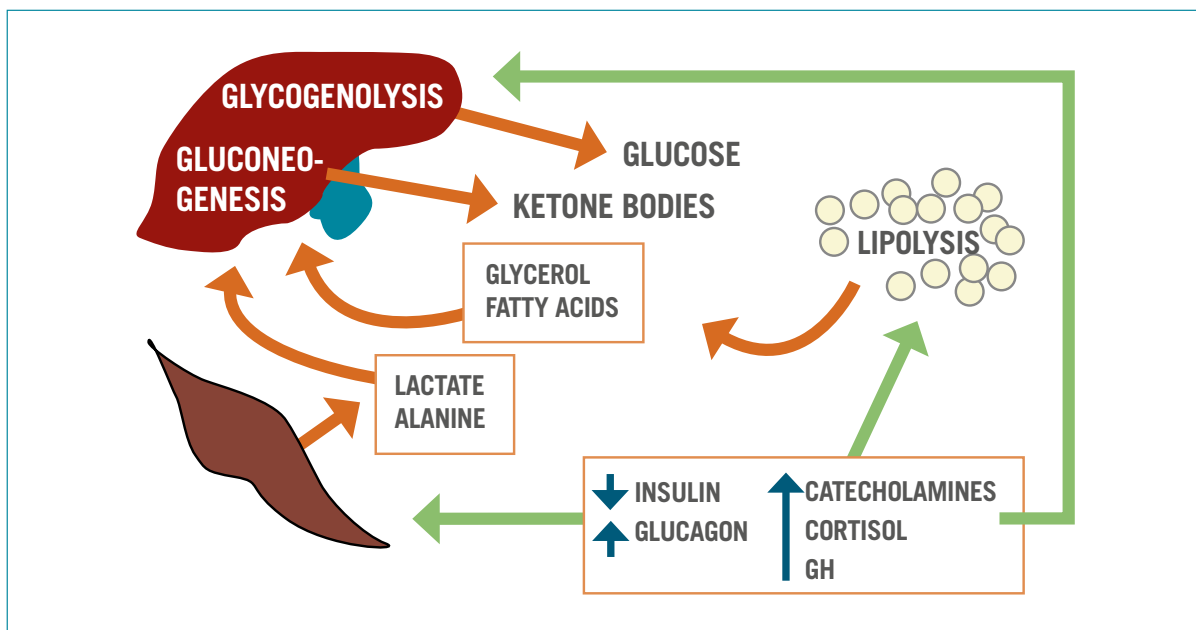 GLYCOGENOLYSIS
GLUCONEO-
GENESIS
GLUCOSE
KETONE BODIES
LIPOLYSIS
GLYCEROL
FATTY ACIDS
LACTATE
ALANINE
INSULIN
GLUCAGON
CATECHOLAMINES
CORTISOL
GH